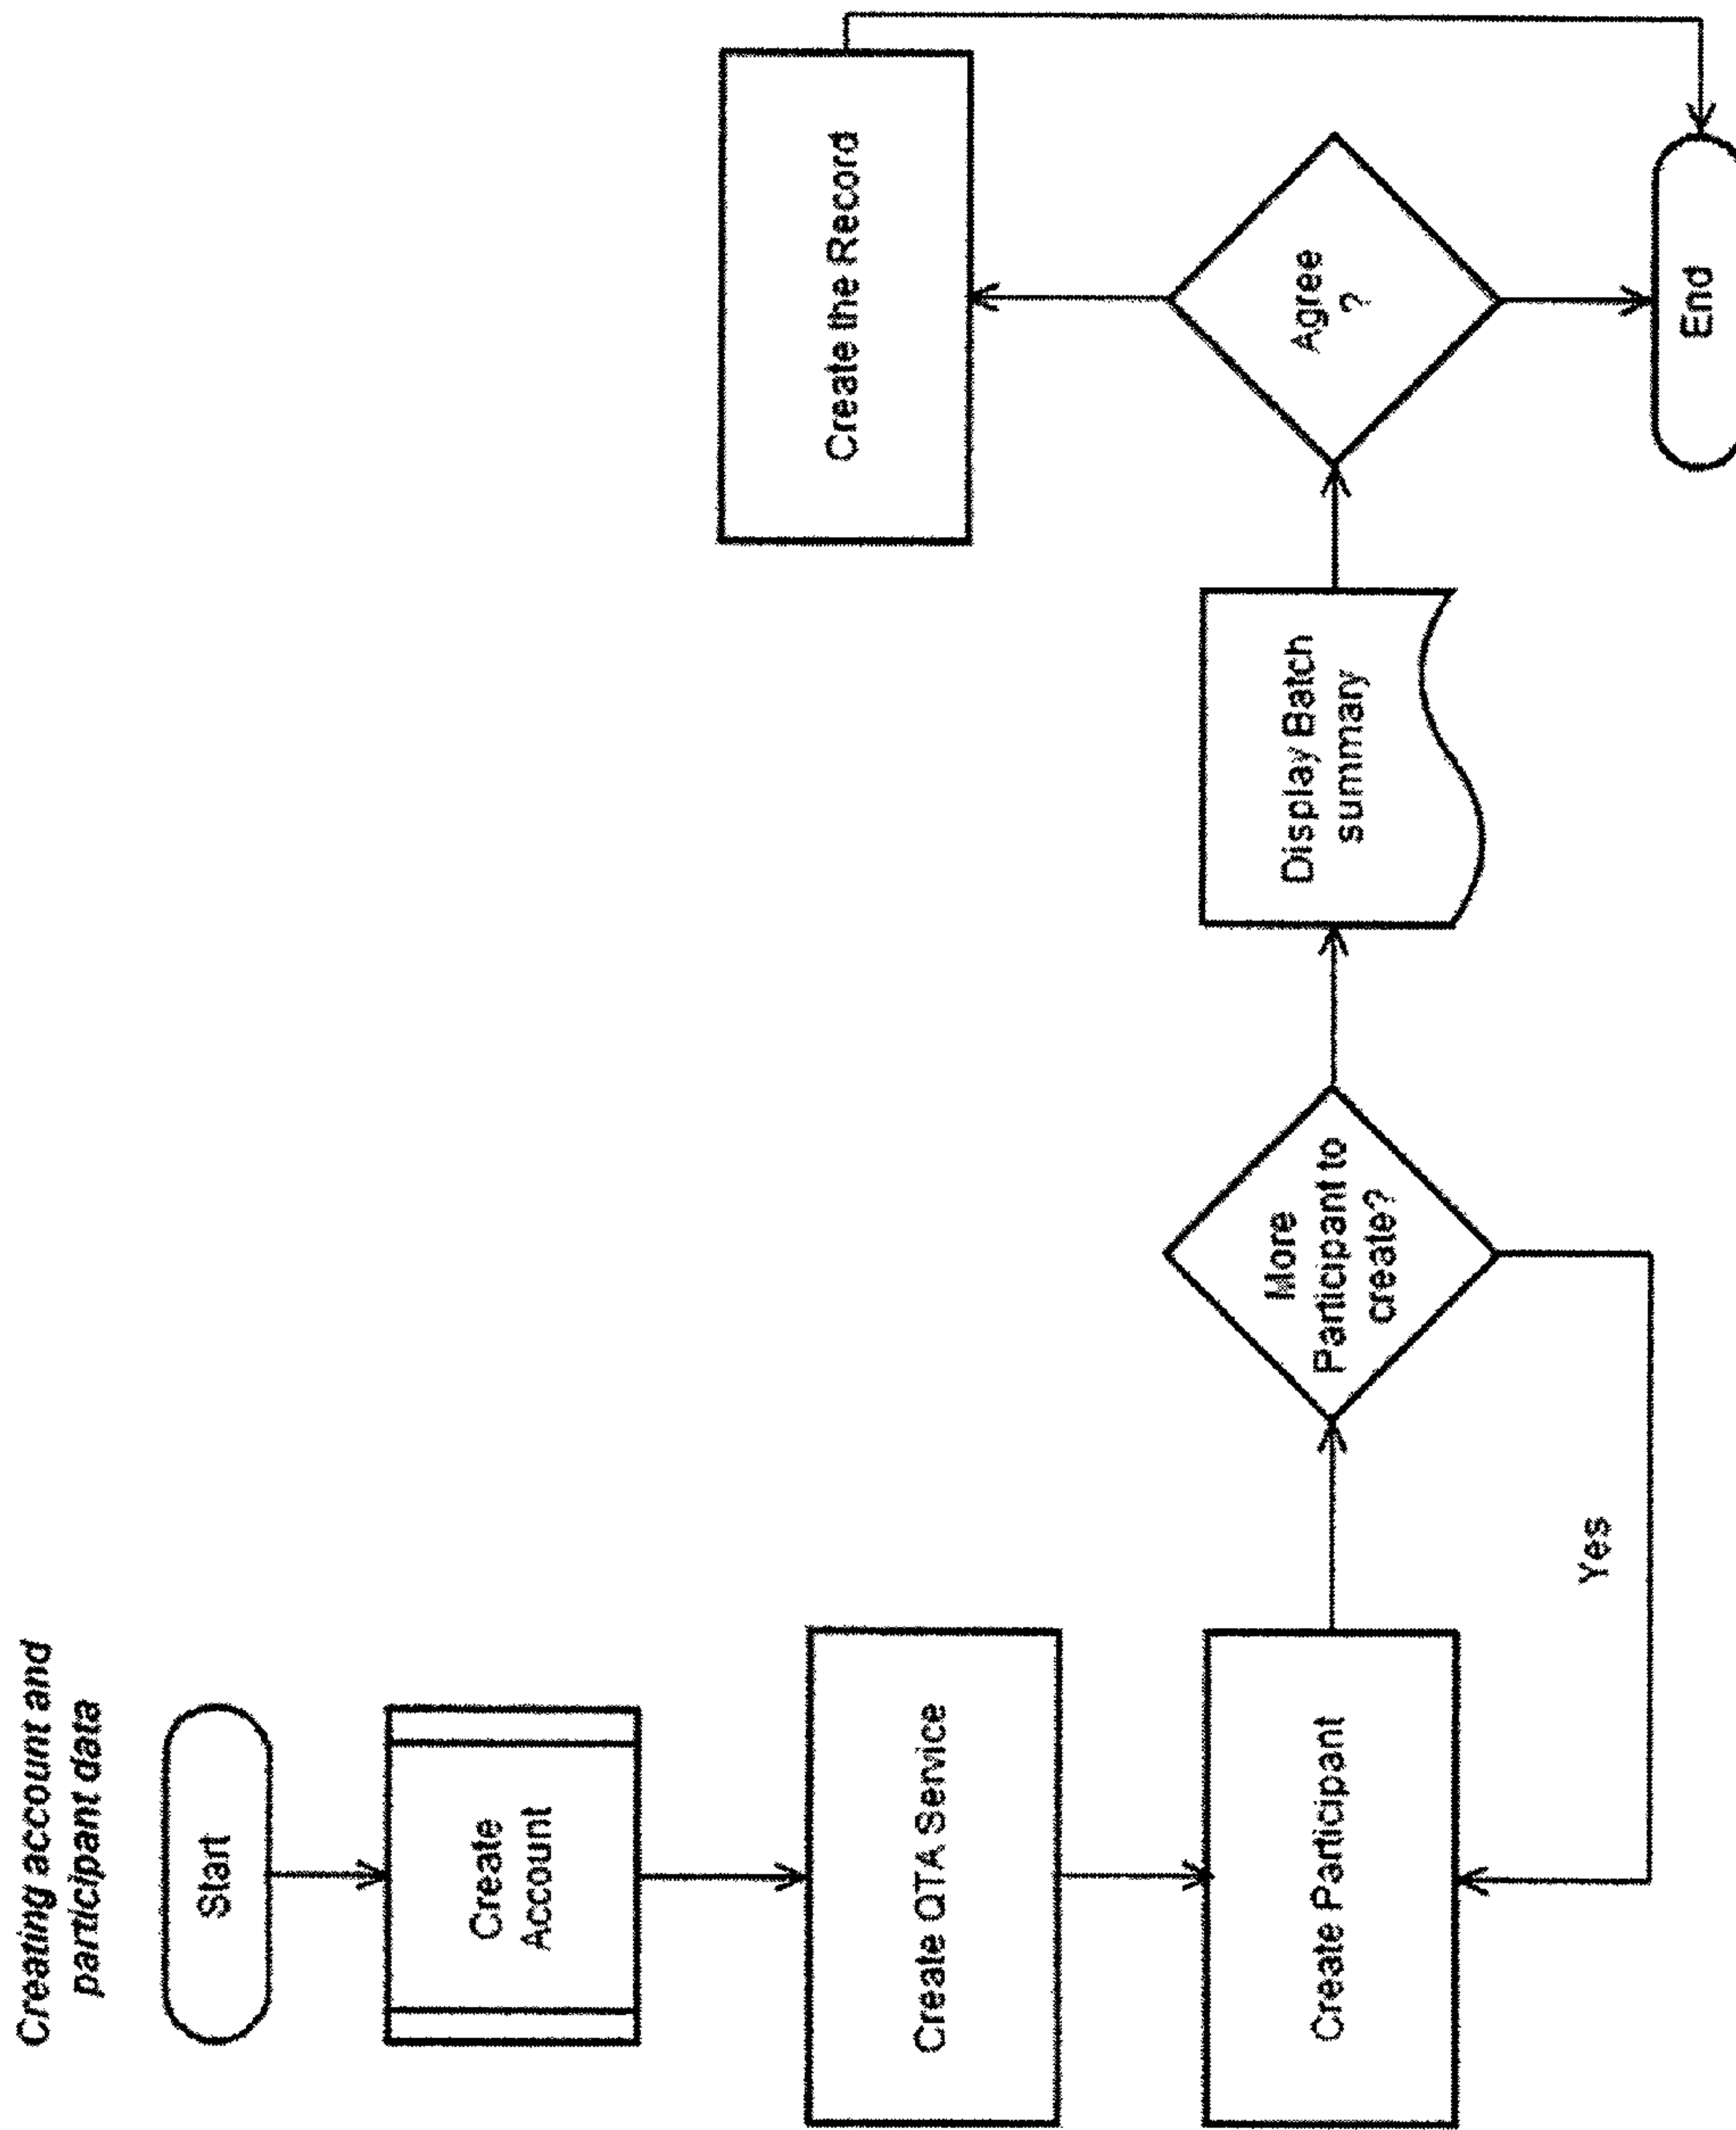 Creating account and
participant data
Start
Create
Account
Create QTA Service
Create Participant
Yes
More
Participant to
create?
Display Batch
summary
Agree
?
Create the Record
End